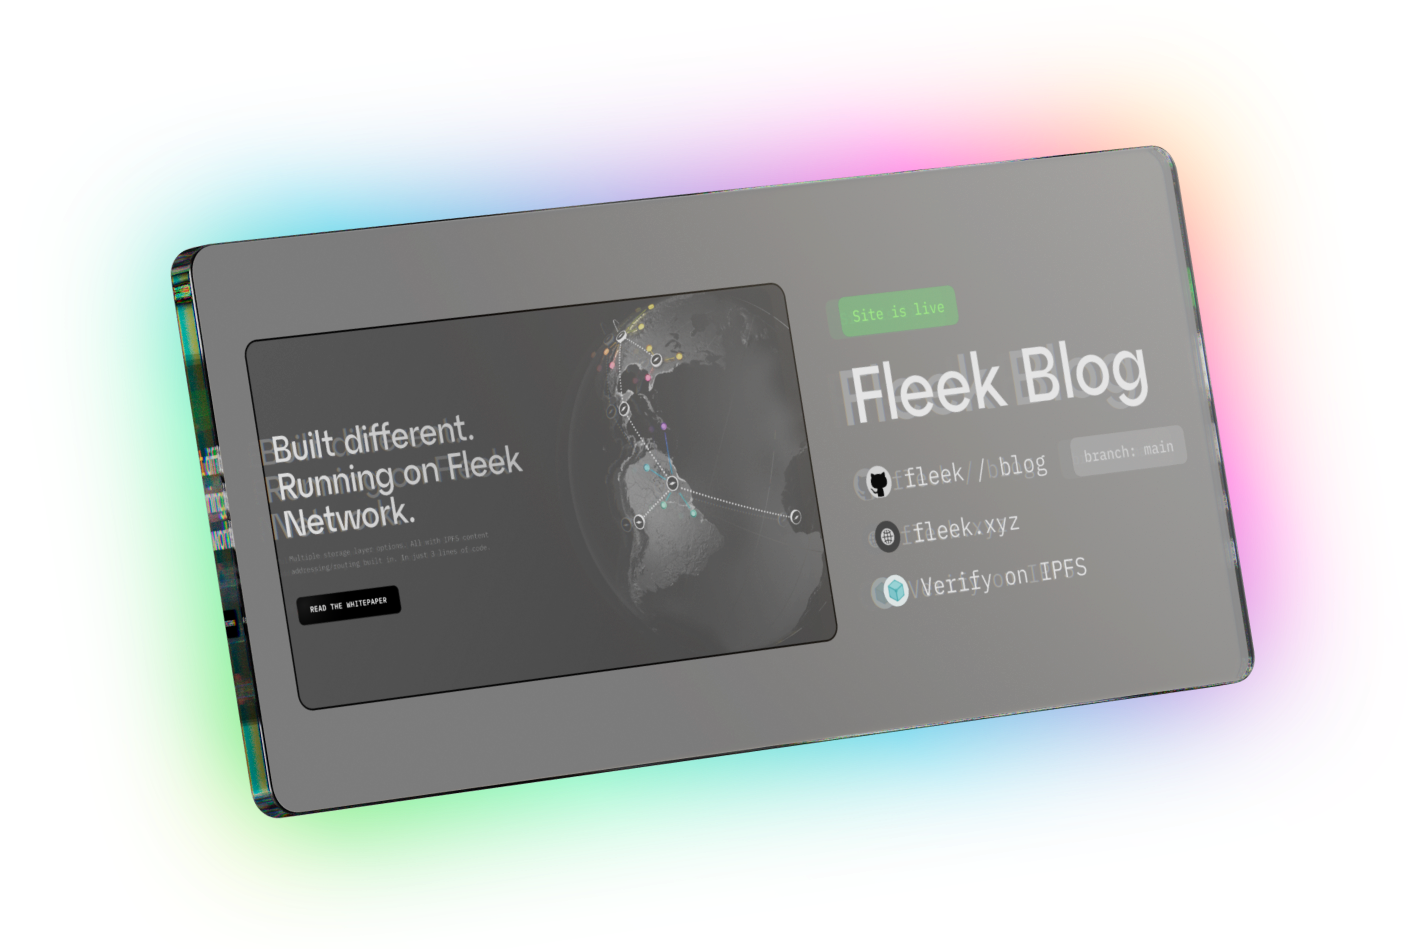 Built different.
Running on Fleek
Network.
Multiple storage layer options. All with IPFS content
addressing/routing built in. In just 3 lines of code.
READ THE WHITEPAPER
Site is live
Fleek Blog
fleek // blog
branch: main
fleek.xyz
Verify on IPFS